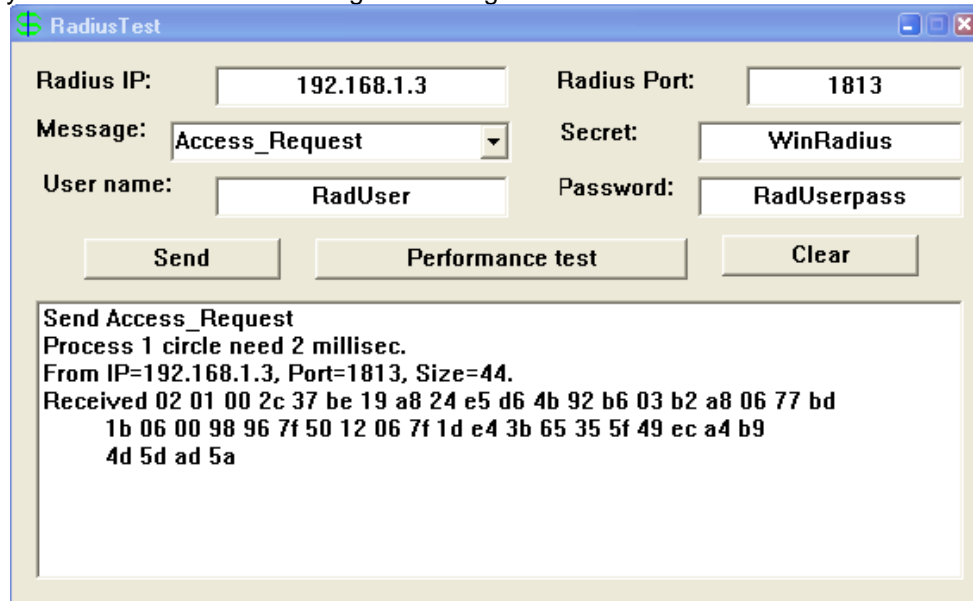 RadiusTest
Radius IP: 192.168.1.3 Radius Port: 1813
Message: Access_Request Secret: WinRadius
User name: RadUser Password: RadUserpass
Send Performance test Clear
Send Access_Request
Process 1 circle need 2 millisec.
From IP=192.168.1.3, Port=1813, Size=44.
Received 02 01 00 2c 37 be 19 a8 24 e5 d6 4b 92 b6 03 b2 a8 06 77 bd
1b 06 00 98 96 7f 50 12 06 7f 1d e4 3b 65 35 5f 49 ec a4 b9
4d 5d ad 5a